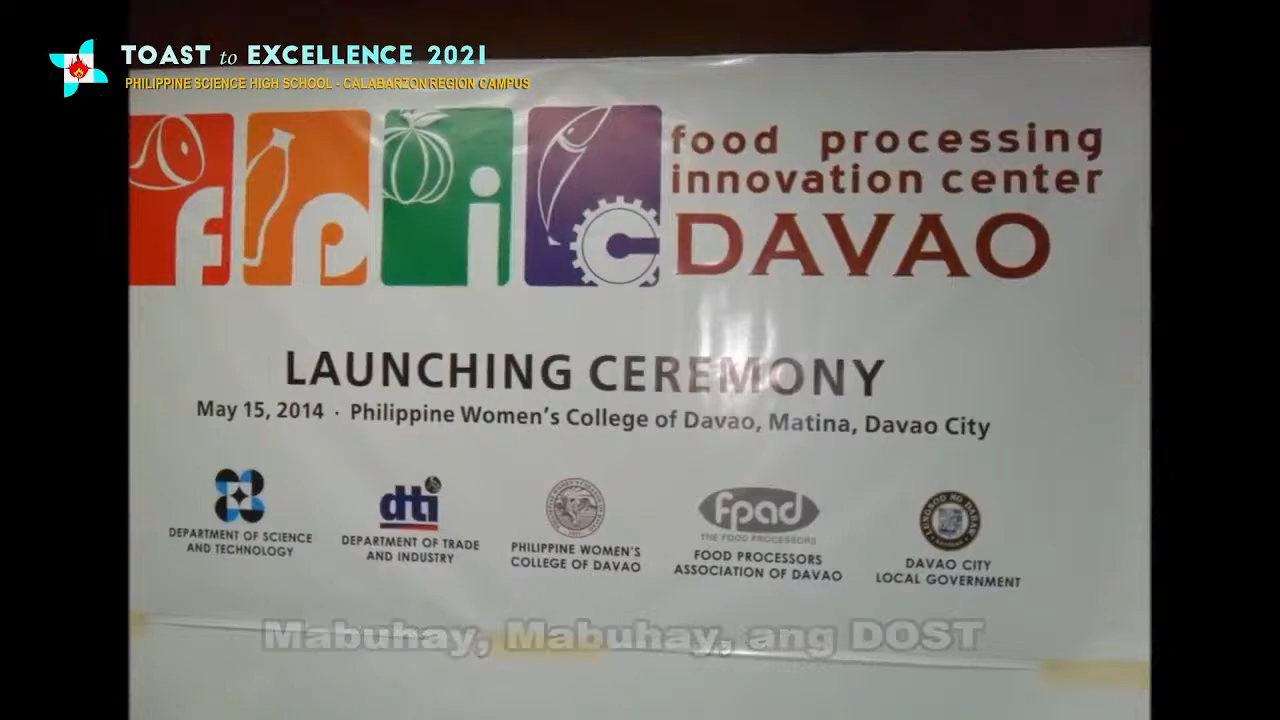 TOAST to EXCELLENCE 2021
PHILIPPINE SCIENCE HIGH SCHOOL - CALABARZON REGION CAMPUS
fpic
food processing
innovation center
DAVAO
LAUNCHING CEREMONY
May 15, 2014 · Philippine Women's College of Davao, Matina, Davao City
DEPARTMENT OF SCIENCE
AND TECHNOLOGY
dti
DEPARTMENT OF TRADE
AND INDUSTRY
PHILIPPINE WOMEN'S
COLLEGE OF DAVAO
fpad
THE FOOD PROCESSORS
FOOD PROCESSORS
ASSOCIATION OF DAVAO
DAVAO CITY
LOCAL GOVERNMENT
Mabuhay, Mabuhay, ang DOST